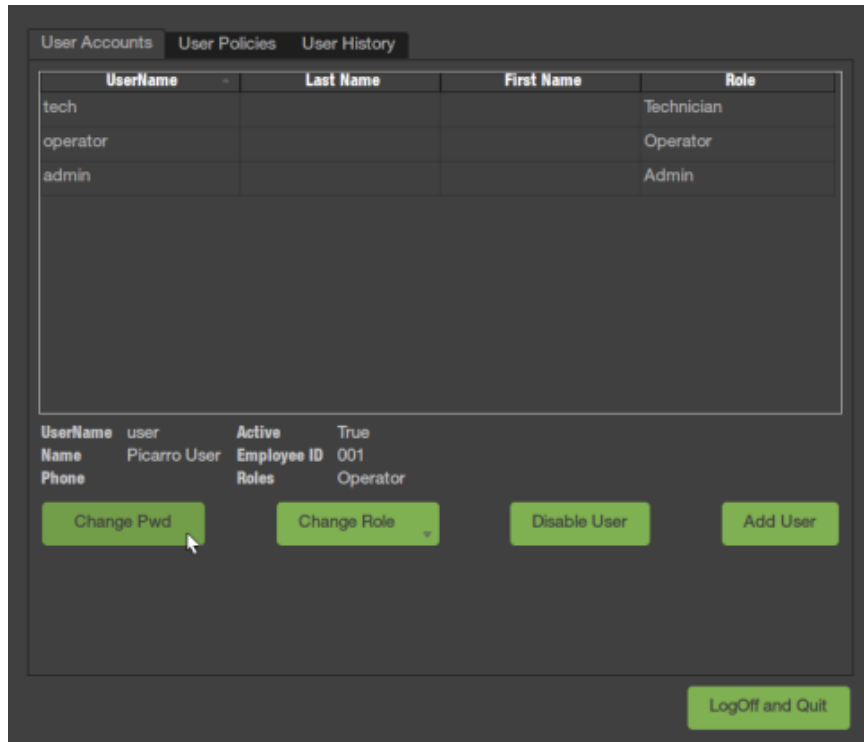 User Accounts User Policies User History
UserName Last Name First Name Role
tech Technician
operator Operator
admin Admin
UserName user Active True
Name Picarro User Employee ID 001
Phone Roles Operator
Change Pwd Change Role Disable User Add User
LogOff and Quit